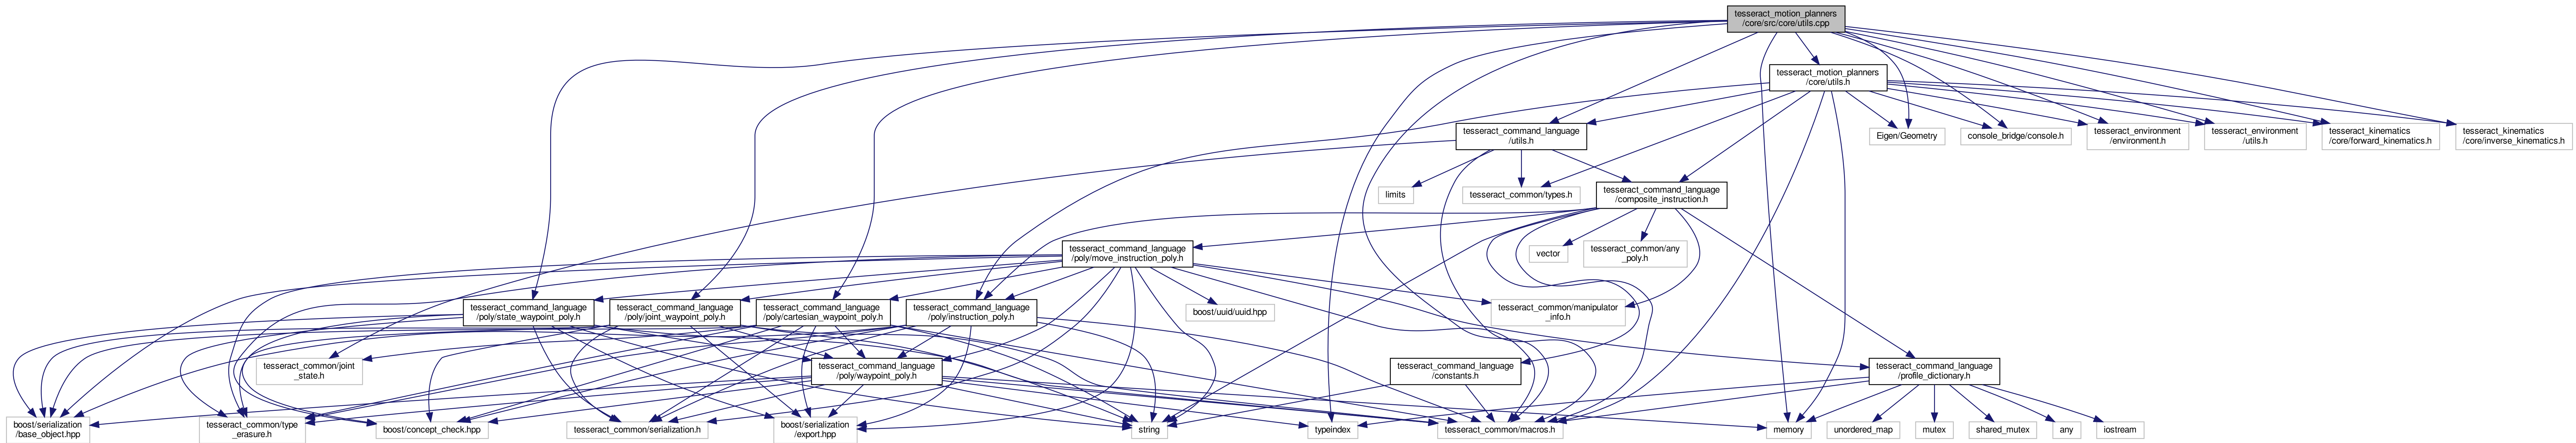 tesseract_motion_planners
/core/src/core/utils.cpp
tesseract_motion_planners
/core/utils.h
tesseract_command_language
/utils.h
Eigen/Geometry
console_bridge/console.h
tesseract_environment
/environment.h
tesseract_environment
/utils.h
tesseract_kinematics
/core/forward_kinematics.h
tesseract_kinematics
/core/inverse_kinematics.h
limits
tesseract_common/types.h
tesseract_command_language
/composite_instruction.h
tesseract_command_language
/poly/move_instruction_poly.h
vector
tesseract_common/any
_poly.h
tesseract_command_language
/poly/state_waypoint_poly.h
tesseract_command_language
/poly/joint_waypoint_poly.h
tesseract_command_language
/poly/cartesian_waypoint_poly.h
tesseract_command_language
/poly/instruction_poly.h
boost/uuid/uuid.hpp
tesseract_common/manipulator
_info.h
tesseract_common/joint
_state.h
tesseract_command_language
/poly/waypoint_poly.h
tesseract_command_language
/constants.h
tesseract_command_language
/profile_dictionary.h
boost/serialization
/base_object.hpp
tesseract_common/type
_erasure.h
boost/concept_check.hpp
tesseract_common/serialization.h
boost/serialization
/export.hpp
string
typeindex
tesseract_common/macros.h
memory
unordered_map
mutex
shared_mutex
any
iostream